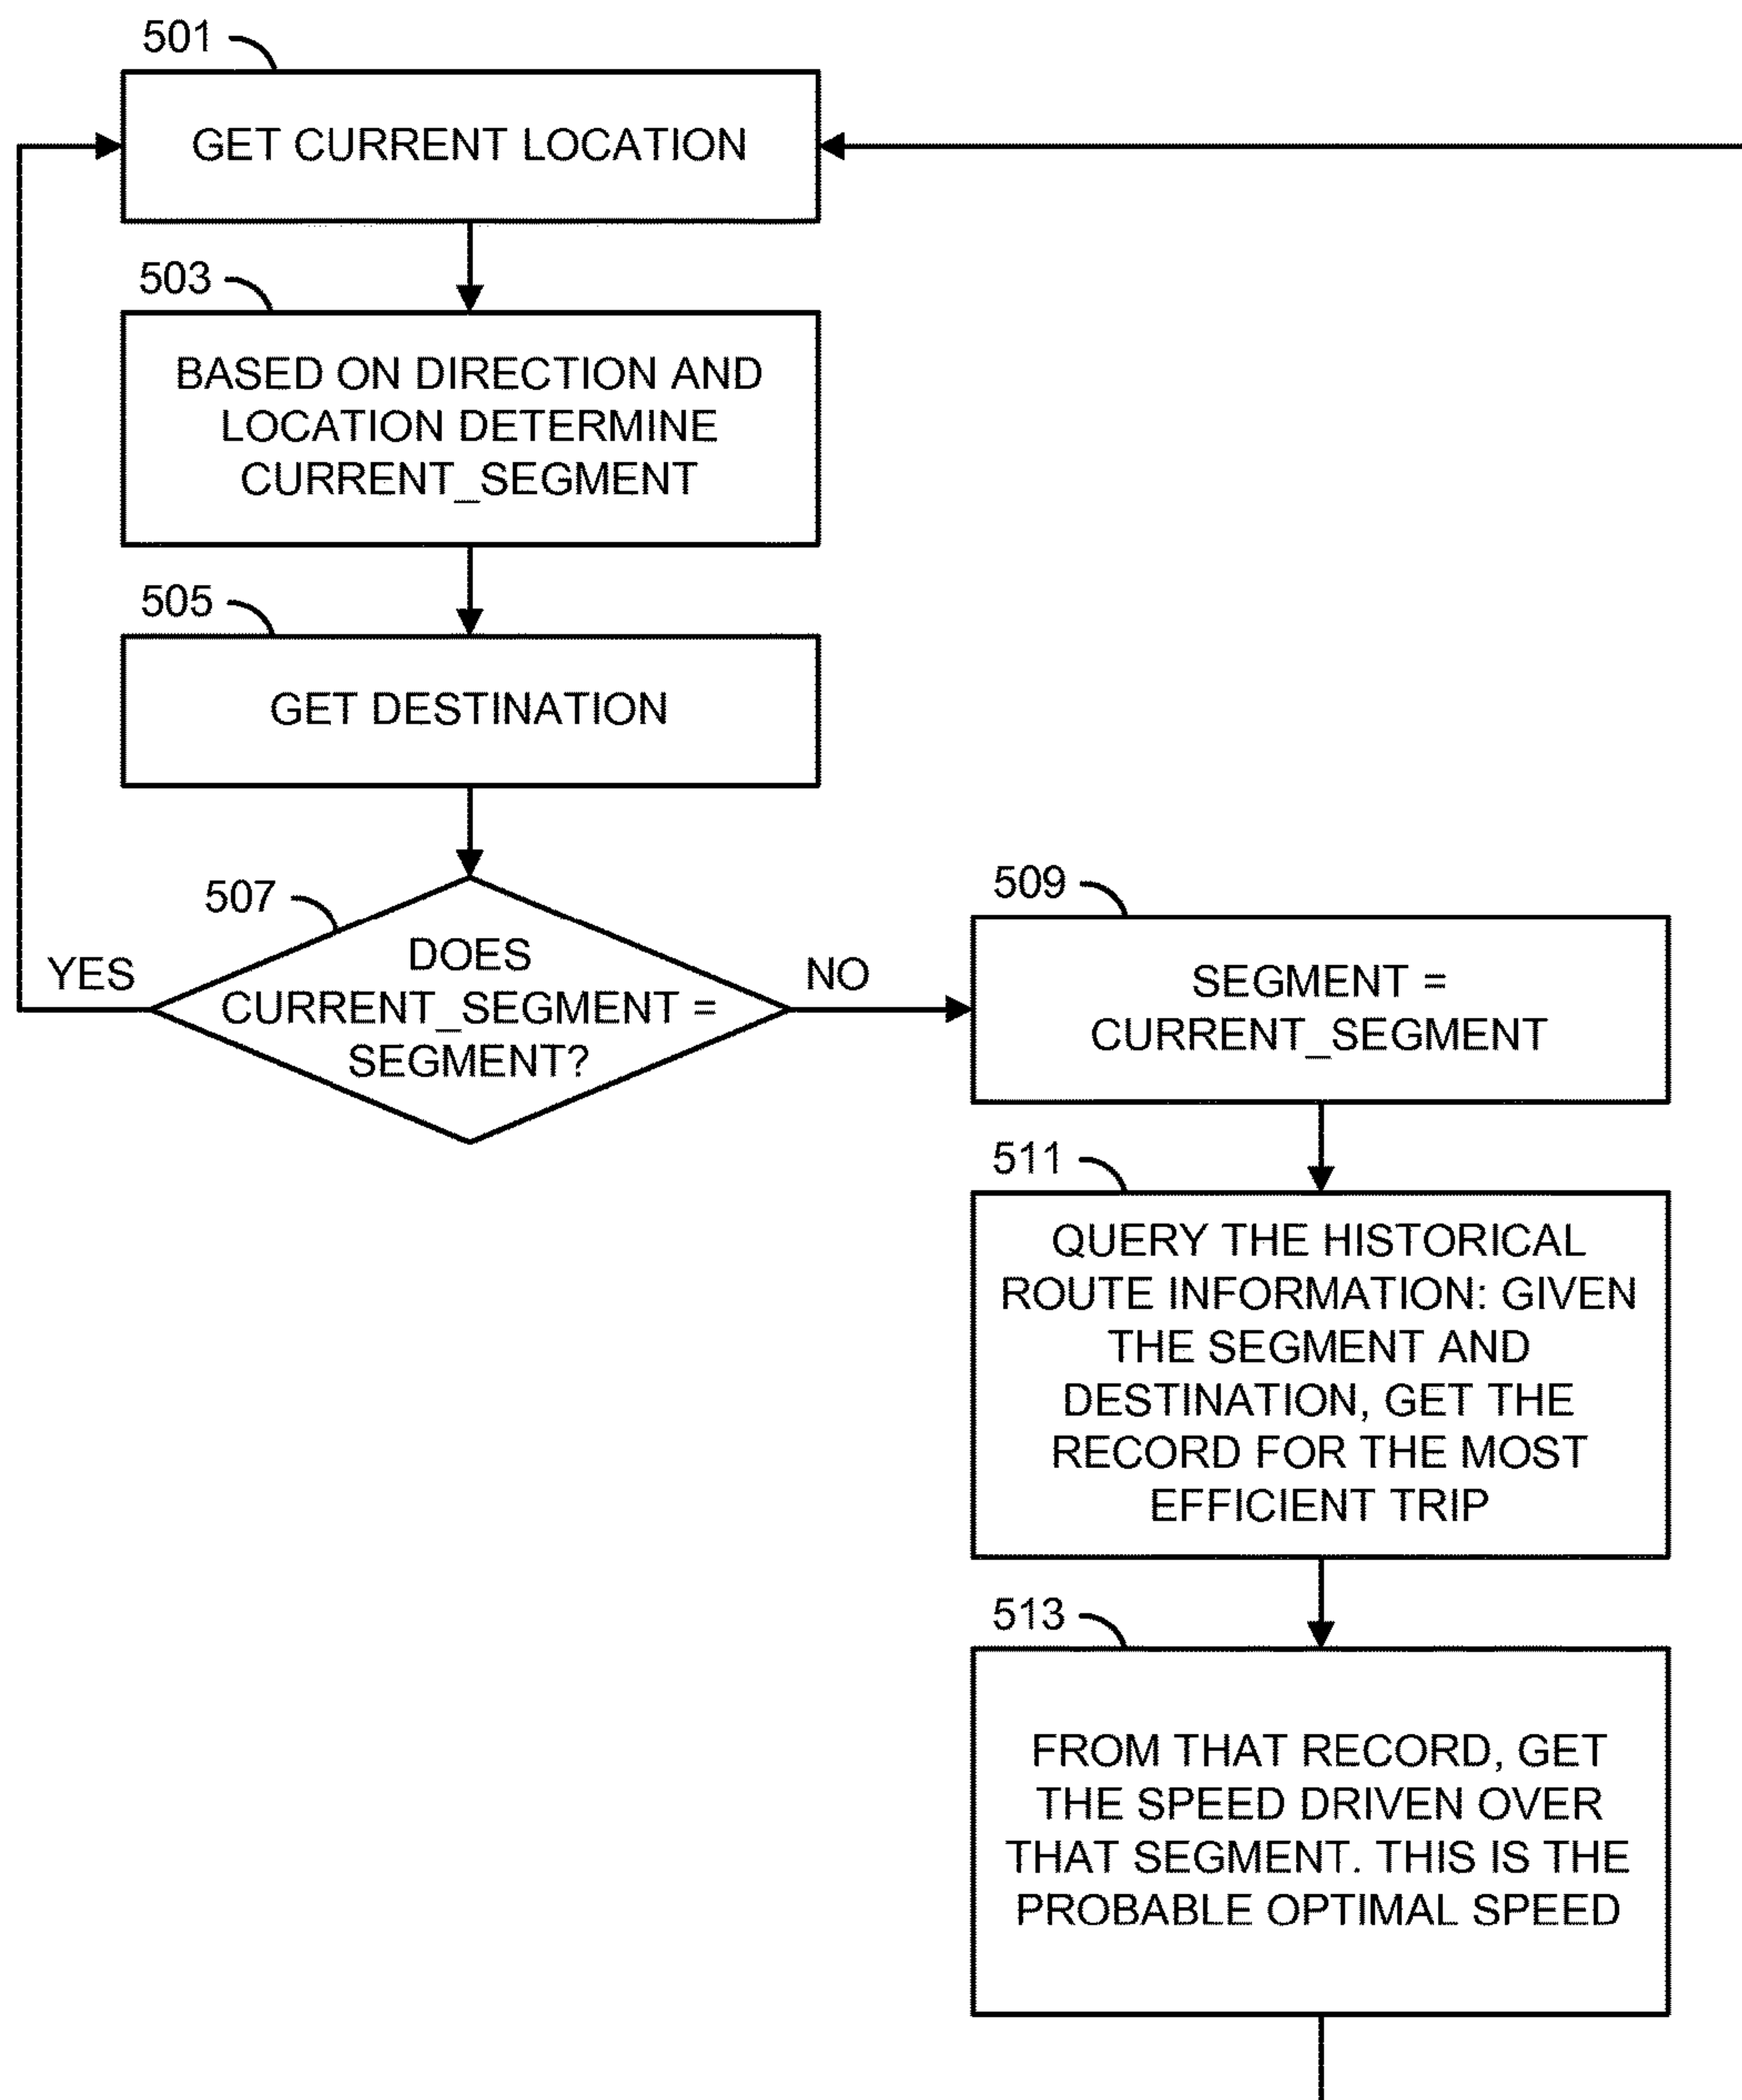 501
GET CURRENT LOCATION
503
BASED ON DIRECTION AND
LOCATION DETERMINE
CURRENT_SEGMENT
505
GET DESTINATION
507
DOES
CURRENT_SEGMENT =
SEGMENT?
YES
NO
509
SEGMENT =
CURRENT_SEGMENT
511
QUERY THE HISTORICAL
ROUTE INFORMATION: GIVEN
THE SEGMENT AND
DESTINATION, GET THE
RECORD FOR THE MOST
EFFICIENT TRIP
513
FROM THAT RECORD, GET
THE SPEED DRIVEN OVER
THAT SEGMENT. THIS IS THE
PROBABLE OPTIMAL SPEED